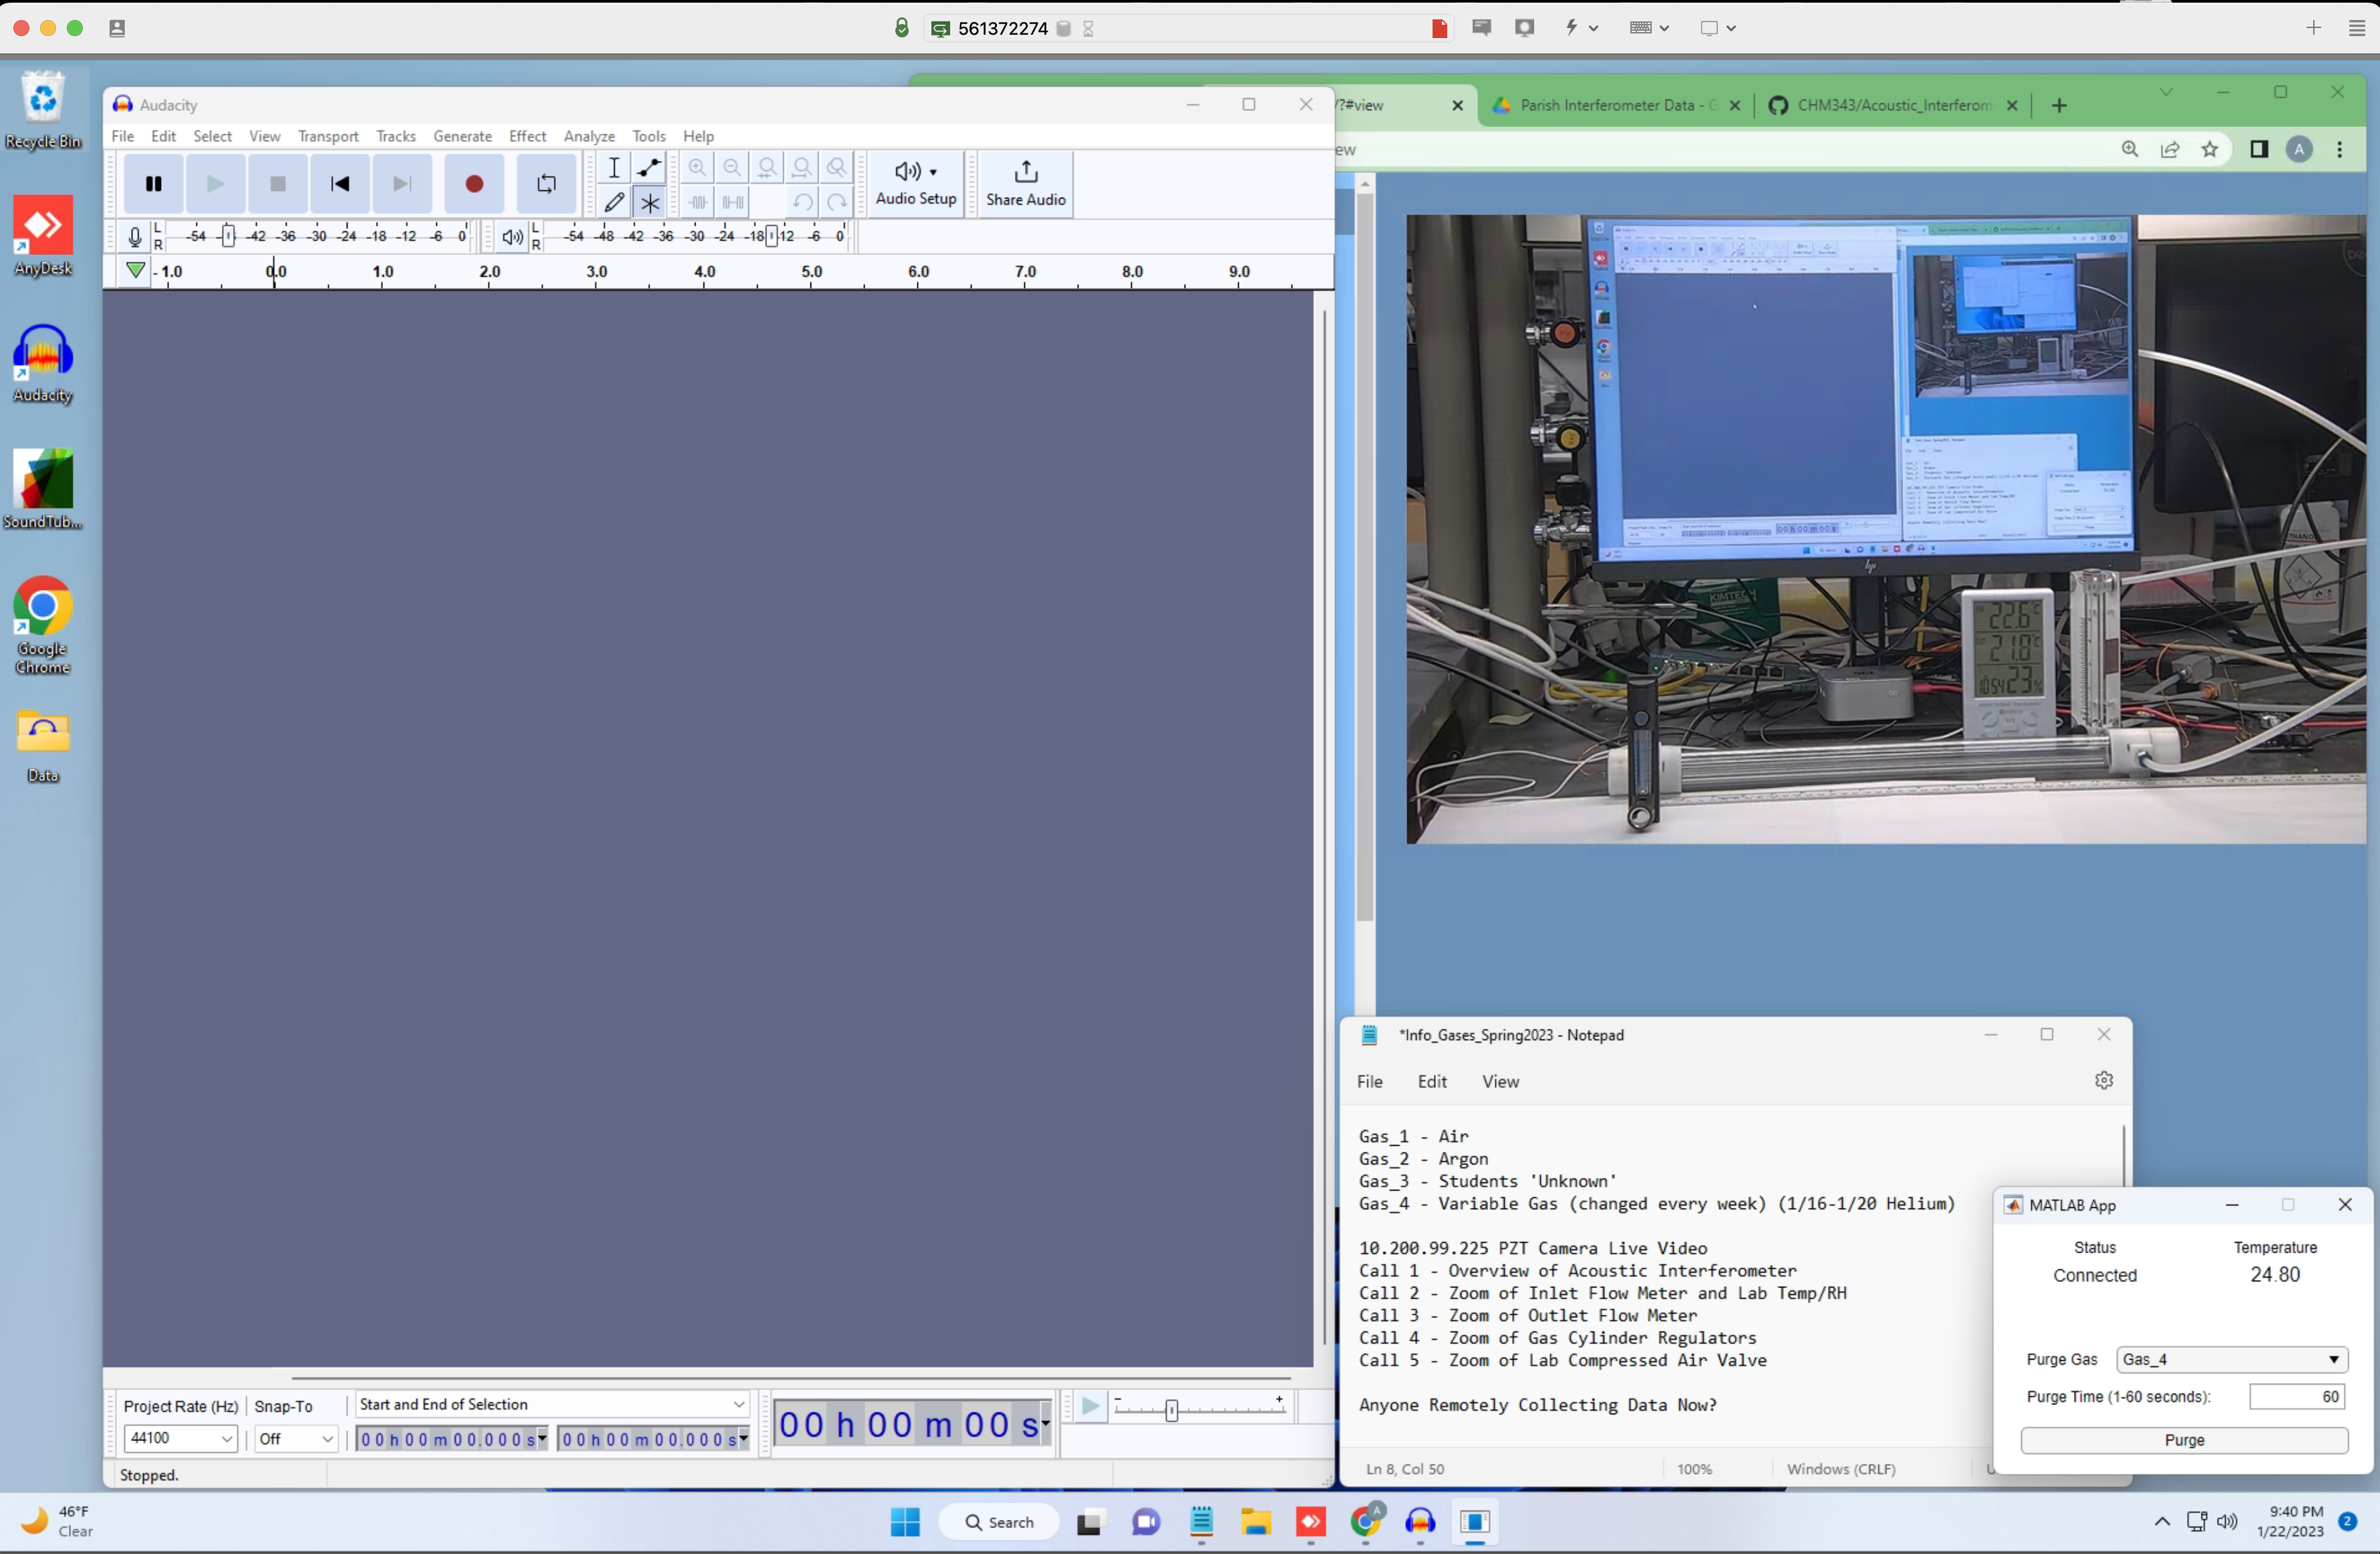 561372274
Recycle Bin
AnyDesk
Audacity
SoundTub...
Google
Chrome
Data
Audacity
File Edit Select View Transport Tracks Generate Effect Analyze Tools Help
Audio Setup
Share Audio
L
R
-54 -42 -36 -30 -24 -18 -12 -6 0
L
R
-54 -48 -42 -36 -30 -24 -18 -12 -6 0
-1.0 0.0 1.0 2.0 3.0 4.0 5.0 6.0 7.0 8.0 9.0
Project Rate (Hz) Snap-To Start and End of Selection
44100 Off 00h00m00.000s 00h00m00.000s
00h00m00s
Stopped.
/?#view
Parish Interferometer Data - G
CHM343/Acoustic_Interferom
ew
A
KIMTECH
hp
22.6°C
21.8°C
23%
*Info_Gases_Spring2023 - Notepad
File Edit View
Gas_1 - Air
Gas_2 - Argon
Gas_3 - Students 'Unknown'
Gas_4 - Variable Gas (changed every week) (1/16-1/20 Helium)
10.200.99.225 PZT Camera Live Video
Call 1 - Overview of Acoustic Interferometer
Call 2 - Zoom of Inlet Flow Meter and Lab Temp/RH
Call 3 - Zoom of Outlet Flow Meter
Call 4 - Zoom of Gas Cylinder Regulators
Call 5 - Zoom of Lab Compressed Air Valve
Anyone Remotely Collecting Data Now?
Ln 8, Col 50 100% Windows (CRLF)
MATLAB App
Status Temperature
Connected 24.80
Purge Gas Gas_4
Purge Time (1-60 seconds): 60
Purge
46°F
Clear
Search
A
9:40 PM
1/22/2023
2